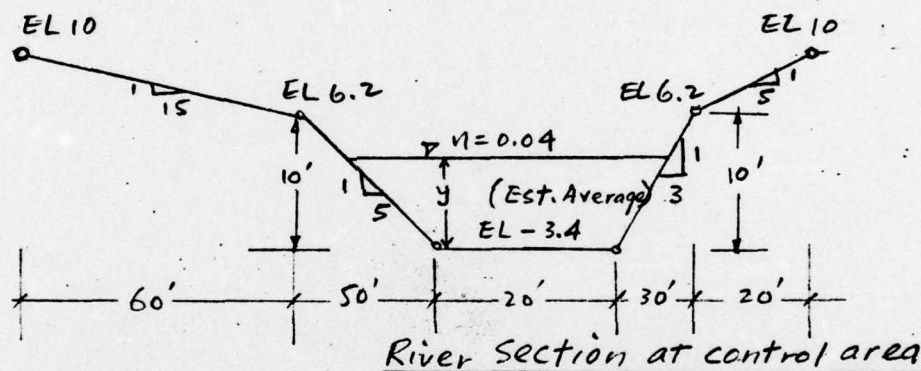 EL 10
EL 10
1
15
EL 6.2
EL 6.2
1
5
n=0.04
10'
1
5
y
(Est. Average)
1
3
10'
EL -3.4
60'
50'
20'
30'
20'
River Section at control area